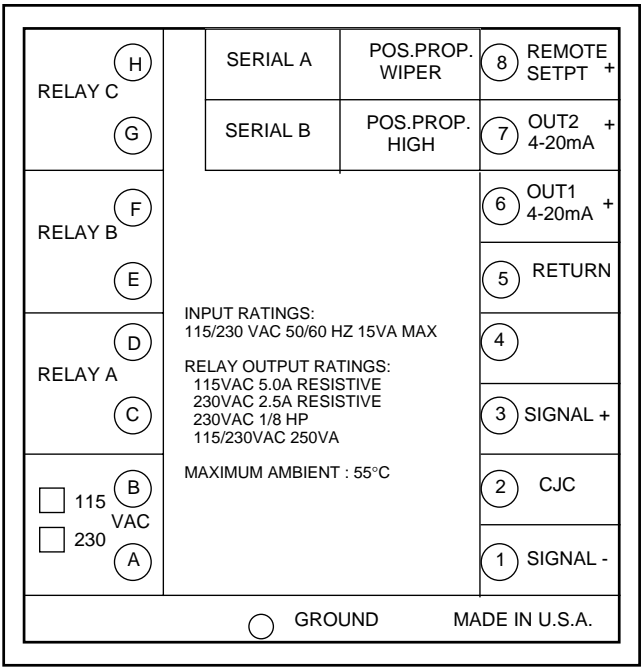 H
RELAY C
G
F
RELAY B
E
D
RELAY A
C
B
115
VAC
230
A
SERIAL A
POS.PROP.
WIPER
SERIAL B
POS.PROP.
HIGH
8 REMOTE
SETPT +
7 OUT2 +
4-20mA
6 OUT1
4-20mA +
5 RETURN
4
3 SIGNAL +
2 CJC
1 SIGNAL -
INPUT RATINGS:
115/230 VAC 50/60 HZ 15VA MAX
RELAY OUTPUT RATINGS:
115VAC 5.0A RESISTIVE
230VAC 2.5A RESISTIVE
230VAC 1/8 HP
115/230VAC 250VA
MAXIMUM AMBIENT : 55°C
GROUND
MADE IN U.S.A.